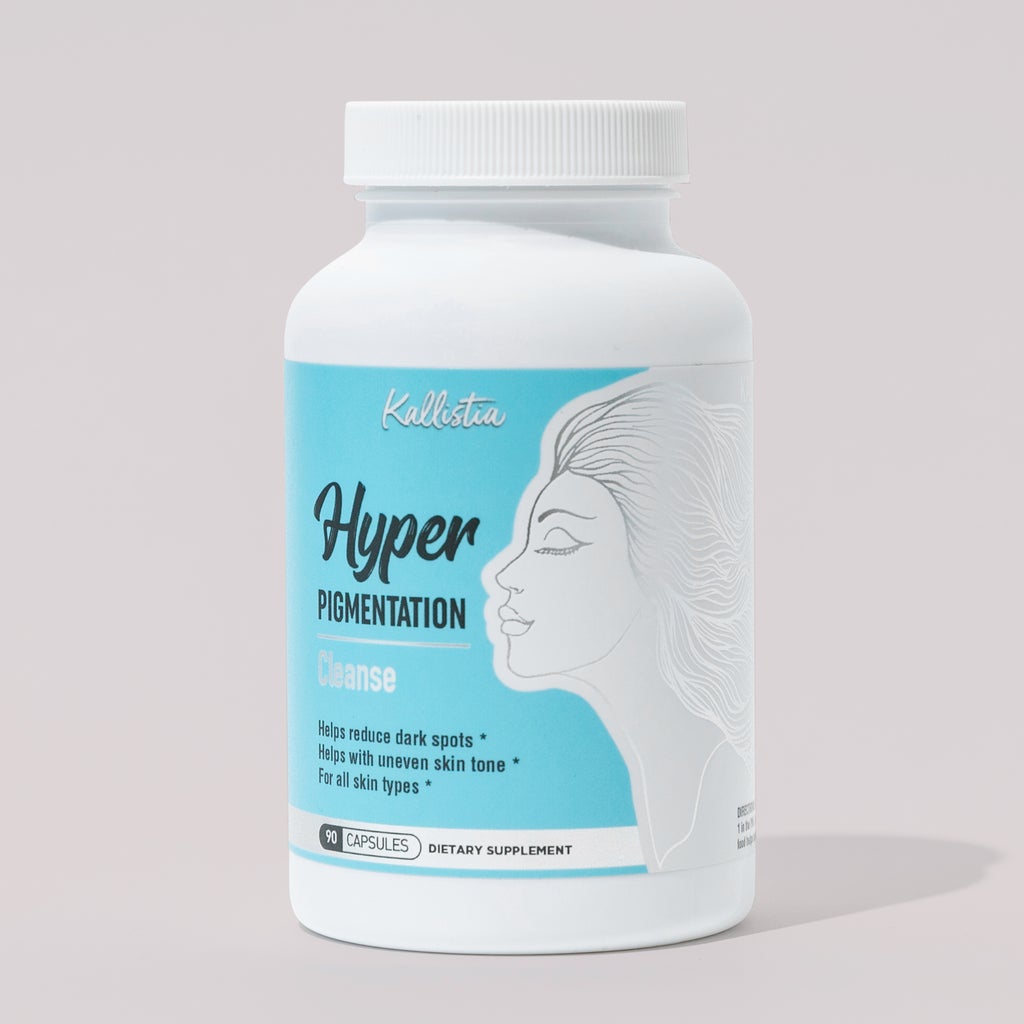 Kallistia
Hyper
PIGMENTATION
Cleanse
Helps reduce dark spots *
Helps with uneven skin tone *
For all skin types *
90 CAPSULES DIETARY SUPPLEMENT